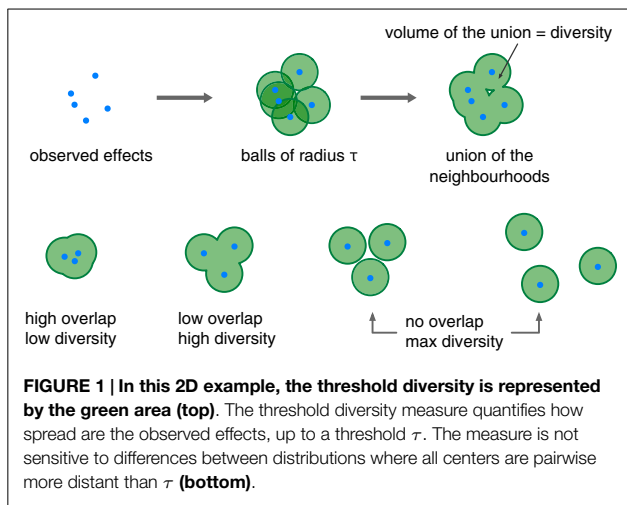 volume of the union = diversity
observed effects
balls of radius τ
union of the
neighbourhoods
high overlap
low diversity
low overlap
high diversity
no overlap
max diversity
FIGURE 1 | In this 2D example, the threshold diversity is represented
by the green area (top). The threshold diversity measure quantifies how
spread are the observed effects, up to a threshold τ. The measure is not
sensitive to differences between distributions where all centers are pairwise
more distant than τ (bottom).